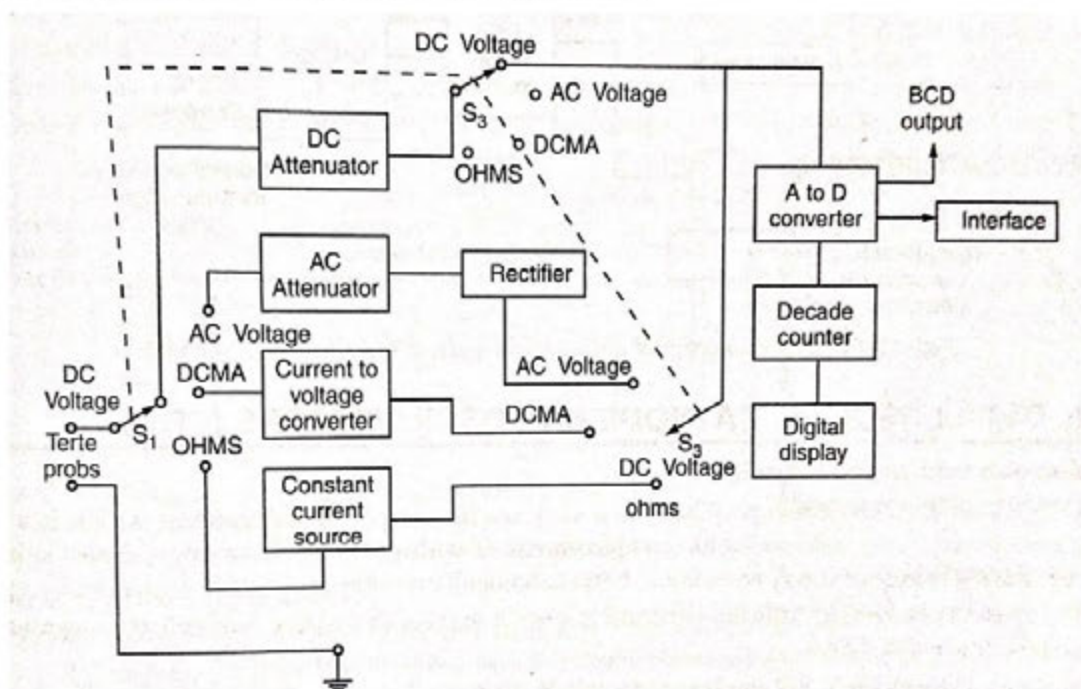 DC Voltage
S3
AC Voltage
DCMA
OHMS
DC
Attenuator
BCD
output
A to D
converter
Interface
AC
Attenuator
Rectifier
AC Voltage
Decade
counter
DC
Voltage
S1
Terte
probs
DCMA
Current to
voltage
converter
AC Voltage
DCMA
S3
DC Voltage
ohms
Digital
display
OHMS
Constant
current
source